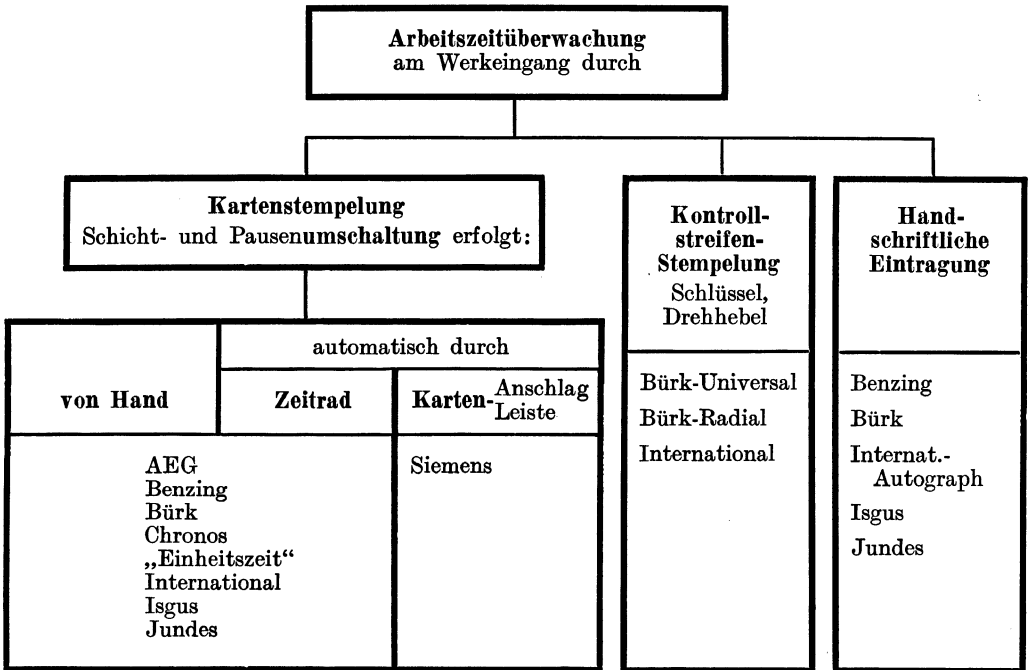 Arbeitszeitüberwachung
am Werkeingang durch
Kartenstempelung
Schicht- und Pausenumschaltung erfolgt:
automatisch durch
von Hand
Zeitrad
Karten-Anschlag
Leiste
AEG
Benzing
Bürk
Chronos
„Einheitszeit“
International
Isgus
Jundes
Siemens
Kontroll-
streifen-
Stempelung
Schlüssel,
Drehhebel
Bürk-Universal
Bürk-Radial
International
Hand-
schriftliche
Eintragung
Benzing
Bürk
Internat.-
Autograph
Isgus
Jundes